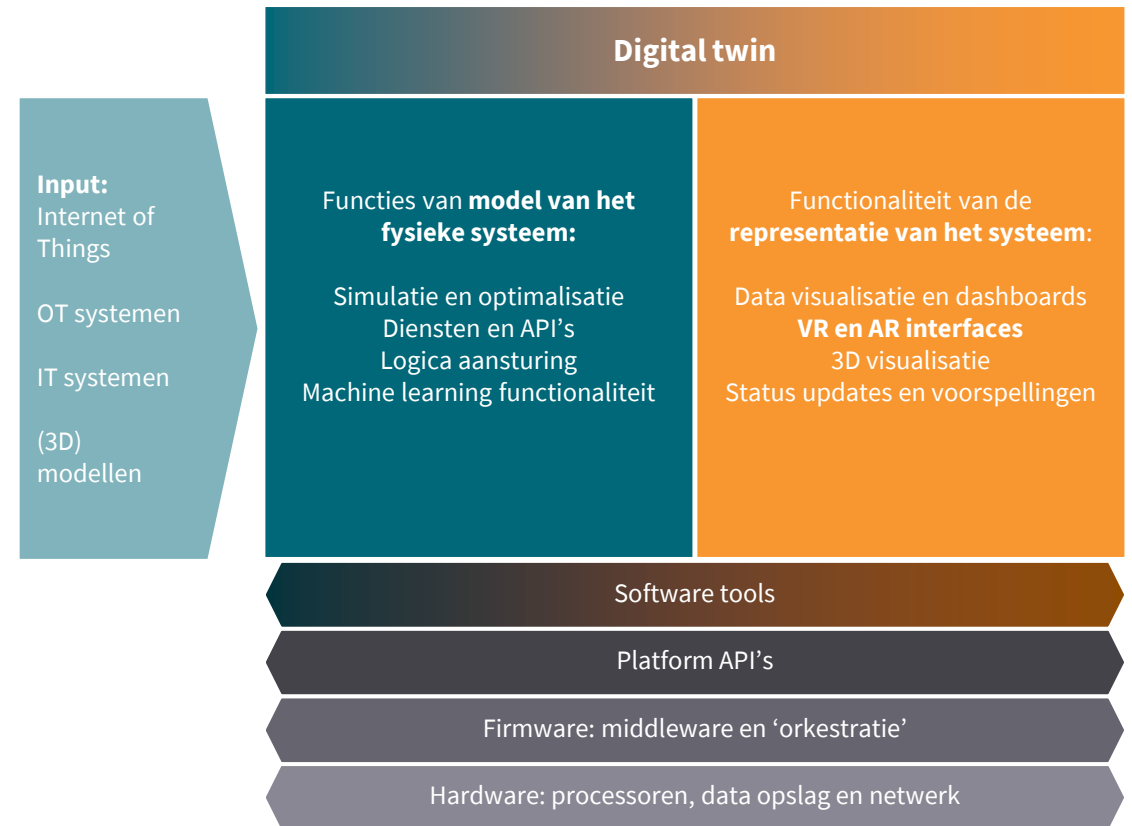 Digital twin
Input:
Internet of
Things
OT systemen
IT systemen
(3D)
modellen
Functies van model van het
fysieke systeem:
Simulatie en optimalisatie
Diensten en API’s
Logica aansturing
Machine learning functionaliteit
Functionaliteit van de
representatie van het systeem:
Data visualisatie en dashboards
VR en AR interfaces
3D visualisatie
Status updates en voorspellingen
Software tools
Platform API’s
Firmware: middleware en ‘orkestratie’
Hardware: processoren, data opslag en netwerk